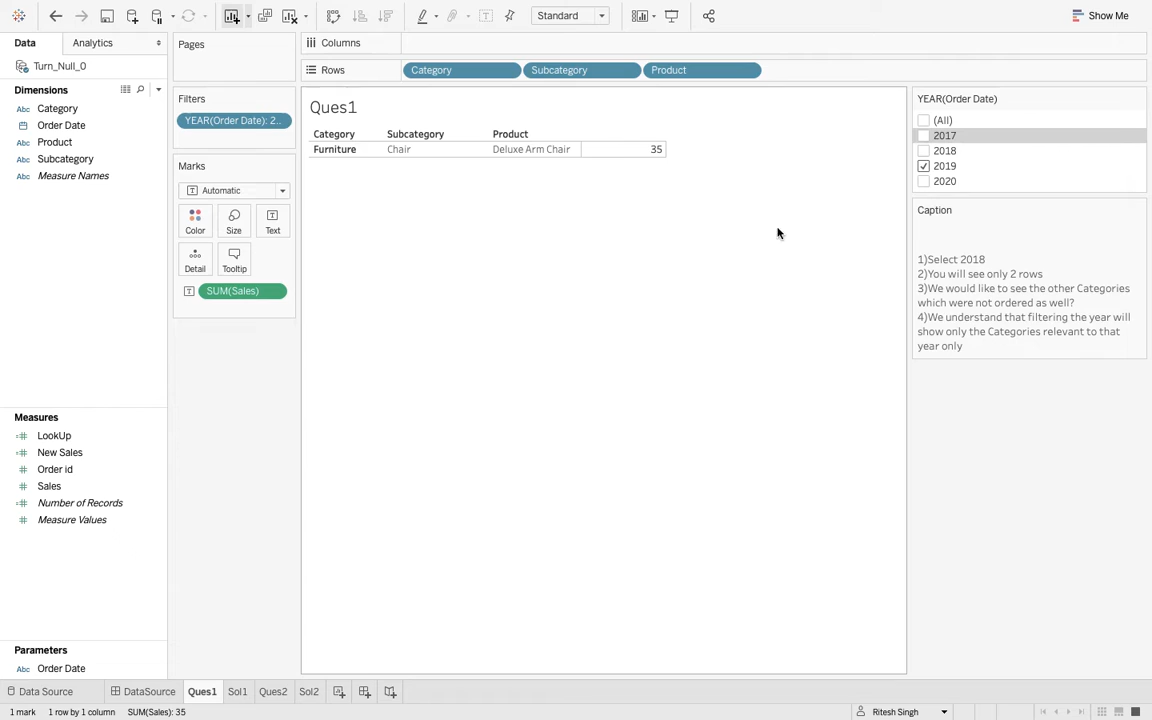 Standard
Show Me
Data
Analytics
Turn_Null_0
Dimensions
Abc Category
Order Date
Abc Product
Abc Subcategory
Abc Measure Names
Measures
LookUp
New Sales
Order id
Sales
Number of Records
Measure Values
Parameters
Abc Order Date
Pages
Filters
YEAR(Order Date): 2..
Marks
Automatic
Color
Size
Text
Detail
Tooltip
SUM(Sales)
Columns
Rows
Category
Subcategory
Product
Ques1
Category Subcategory Product
Furniture Chair Deluxe Arm Chair 35
YEAR(Order Date)
(All)
2017
2018
2019
2020
Caption
1)Select 2018
2)You will see only 2 rows
3)We would like to see the other Categories
which were not ordered as well?
4)We understand that filtering the year will
show only the Categories relevant to that
year only
Data Source
DataSource
Ques1
Sol1
Ques2
Sol2
1 mark
1 row by 1 column
SUM(Sales): 35
Ritesh Singh